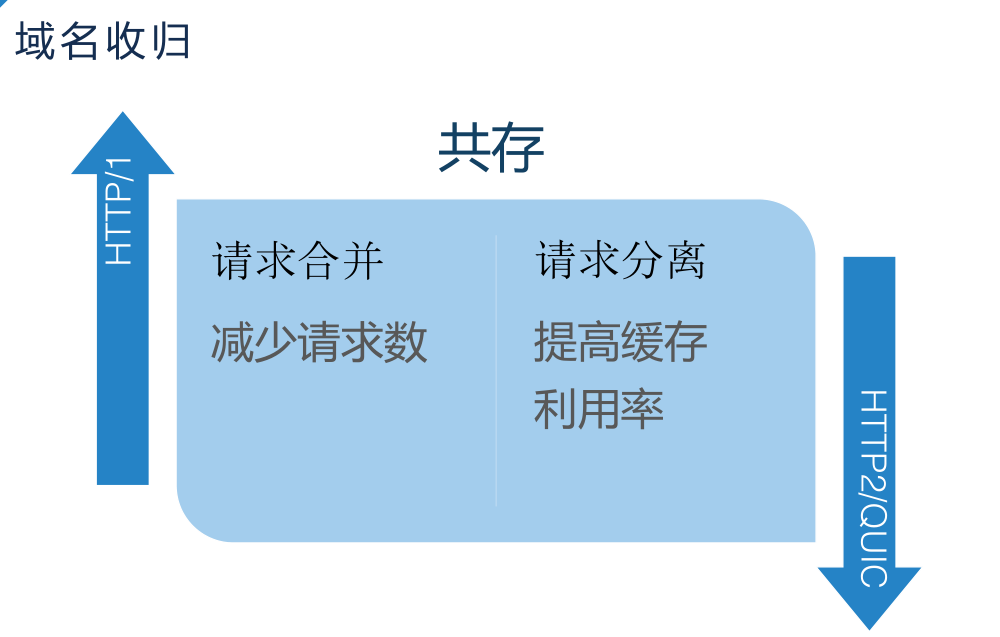 域名收归
共存
HTTP/1
请求合并
减少请求数
请求分离
提高缓存
利用率
HTTP2/QUIC